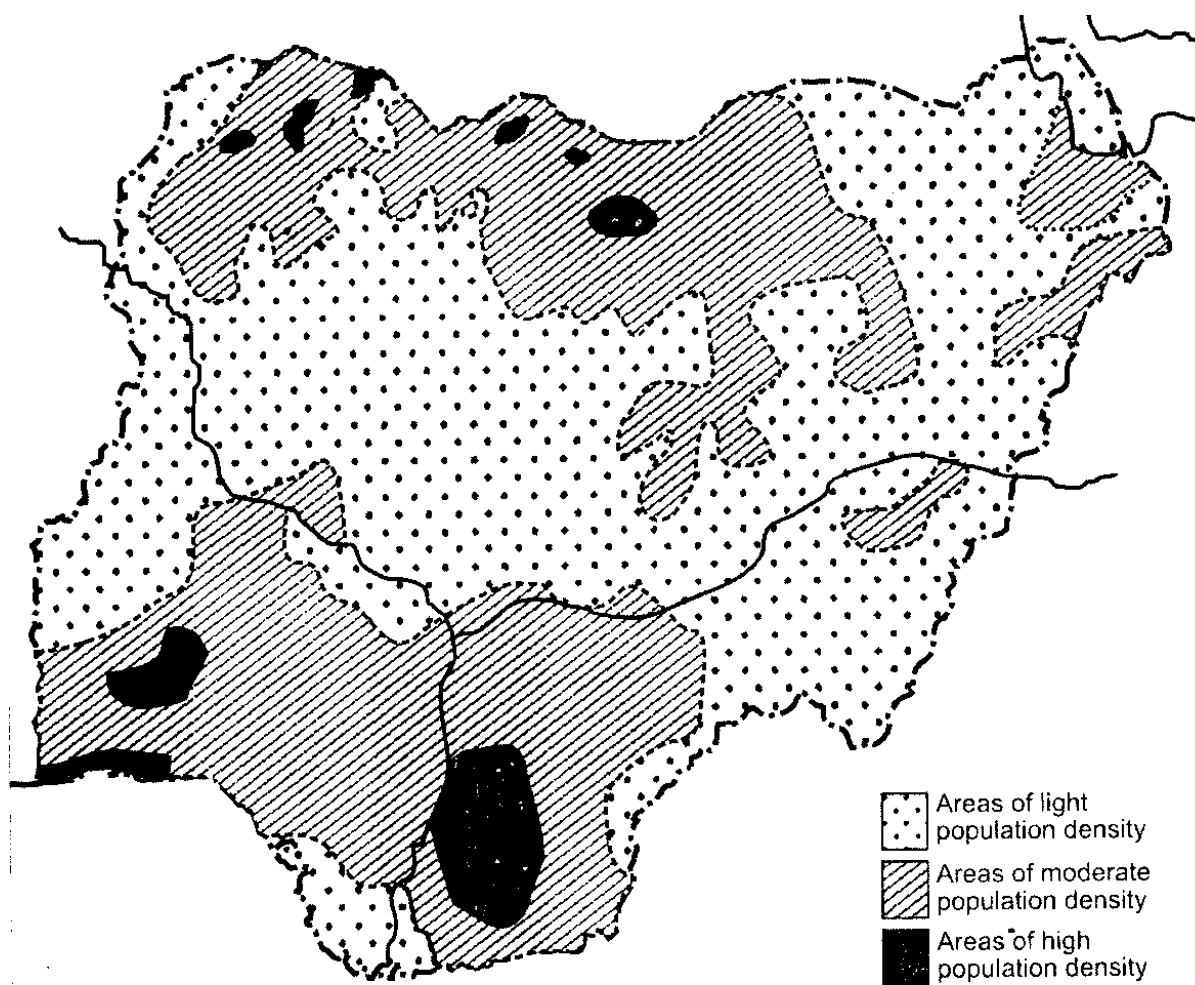 Areas of light
population density
Areas of moderate
population density
Areas of high
population density